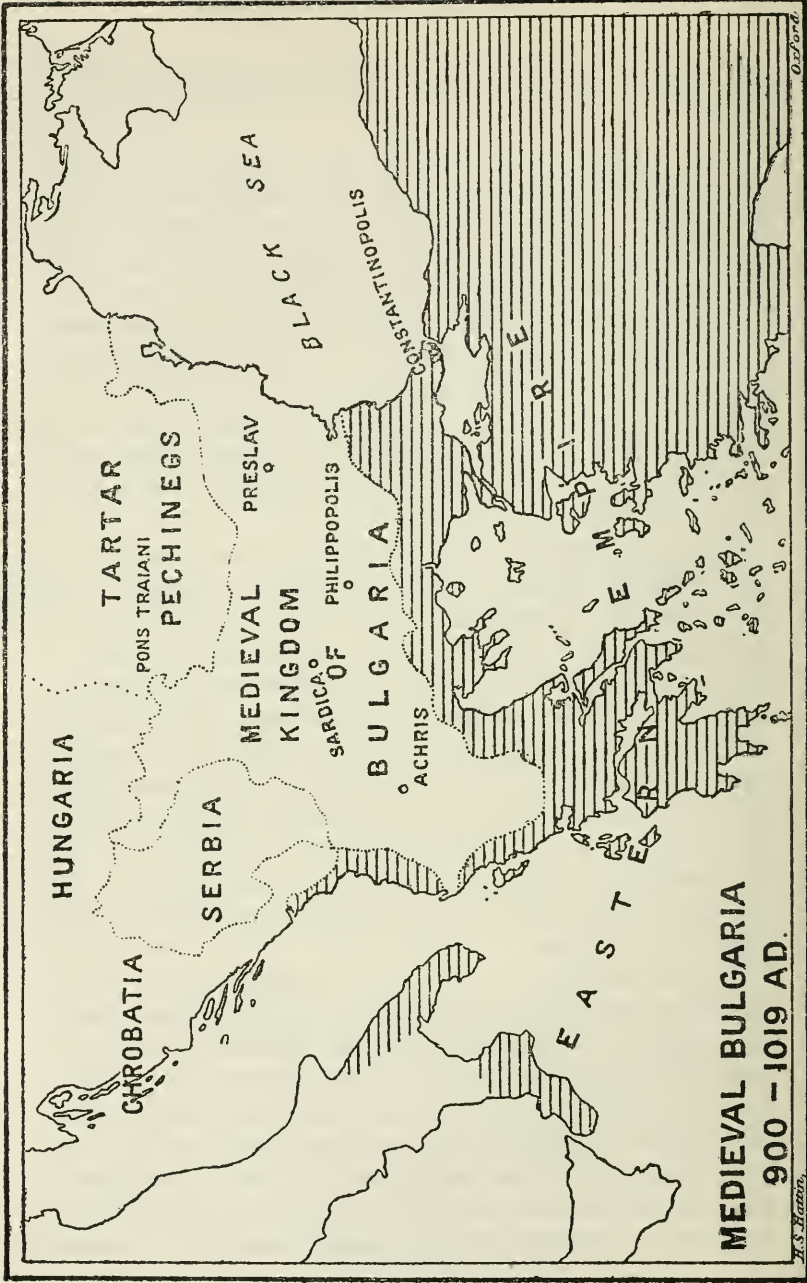 HUNGARIA
TARTAR
PONS TRAIANI
PECHINEGS
CHROBATIA
SERBIA
BLACK SEA
MEDIEVAL
KINGDOM
OF
BULGARIA
PRESLAV
SARDICA
PHILIPPOPOLIS
CONSTANTINOPOLIS
ACHRIS
EASTERN EMPIRE
MEDIEVAL BULGARIA
900 – 1019 AD.
Oxford.